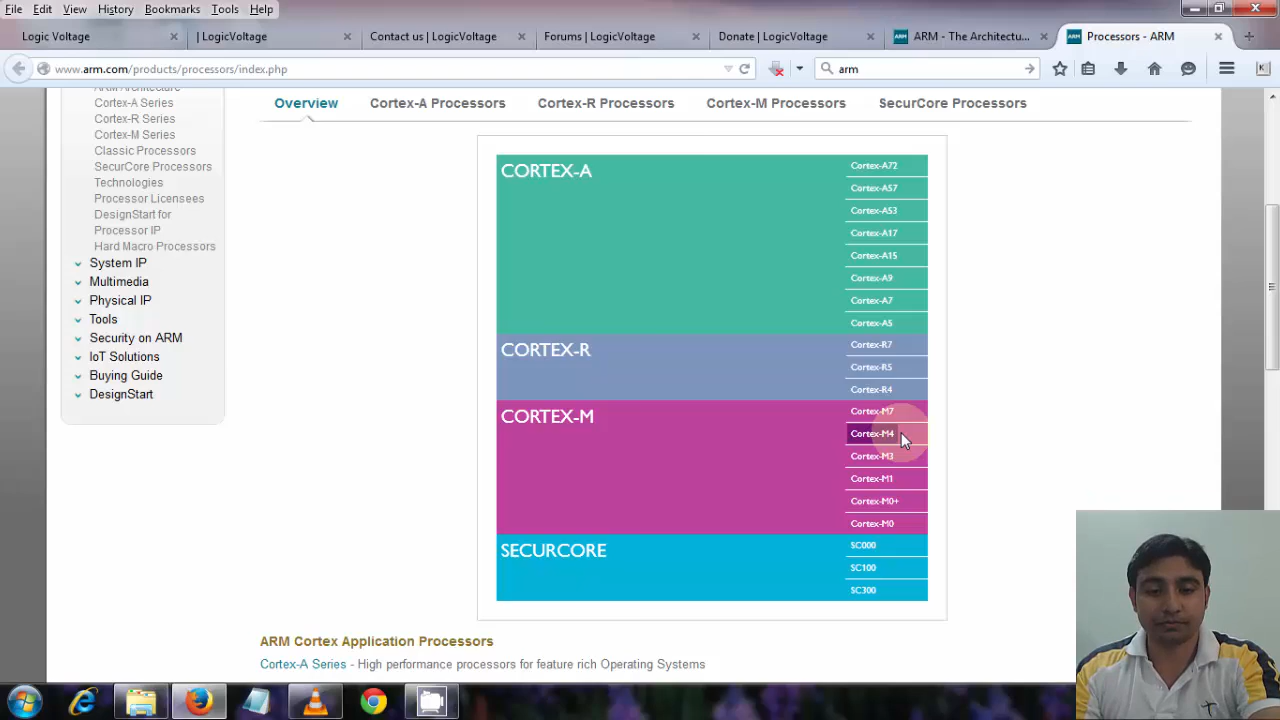 File Edit View History Bookmarks Tools Help
Logic Voltage
| LogicVoltage
Contact us | LogicVoltage
Forums | LogicVoltage
Donate | LogicVoltage
ARM - The Architectu...
Processors - ARM
www.arm.com/products/processors/index.php
arm
ARM Architecture
Cortex-A Series
Cortex-R Series
Cortex-M Series
Classic Processors
SecurCore Processors
Technologies
Processor Licensees
DesignStart for
Processor IP
Hard Macro Processors
System IP
Multimedia
Physical IP
Tools
Security on ARM
IoT Solutions
Buying Guide
DesignStart
Overview
Cortex-A Processors
Cortex-R Processors
Cortex-M Processors
SecurCore Processors
CORTEX-A
Cortex-A72
Cortex-A57
Cortex-A53
Cortex-A17
Cortex-A15
Cortex-A9
Cortex-A7
Cortex-A5
CORTEX-R
Cortex-R7
Cortex-R5
Cortex-R4
CORTEX-M
Cortex-M7
Cortex-M4
Cortex-M3
Cortex-M1
Cortex-M0+
Cortex-M0
SECURCORE
SC000
SC100
SC300
ARM Cortex Application Processors
Cortex-A Series - High performance processors for feature rich Operating Systems